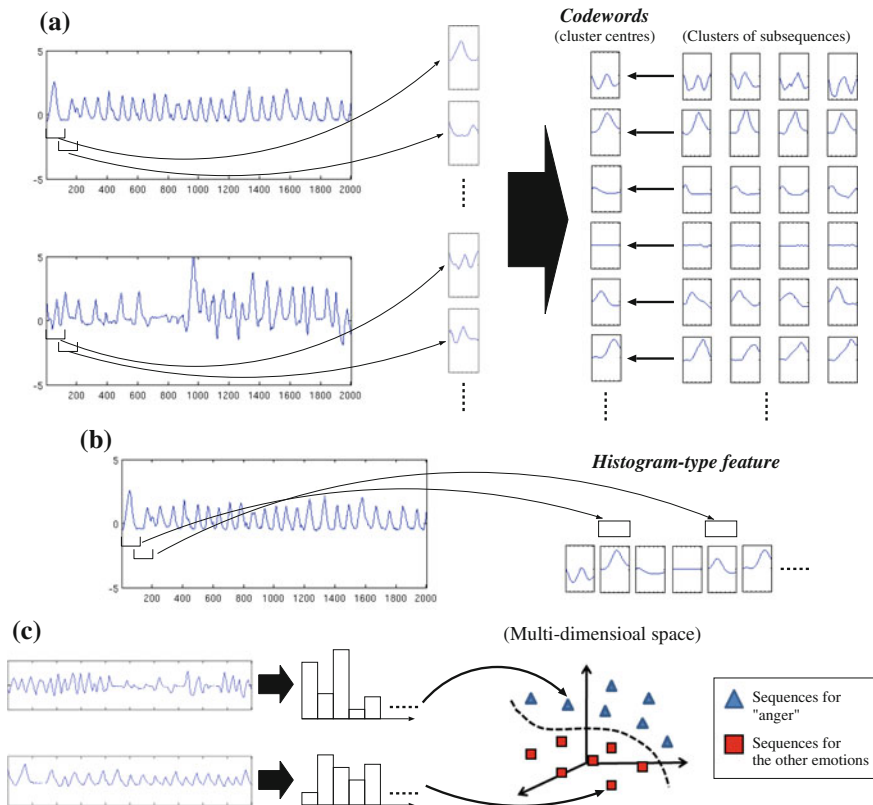 (a)
Codewords
(cluster centres)
(Clusters of subsequences)
5
0
-5
200 400 600 800 1000 1200 1400 1600 1800 2000
5
0
-5
200 400 600 800 1000 1200 1400 1600 1800 2000
(b)
Histogram-type feature
5
0
-5
200 400 600 800 1000 1200 1400 1600 1800 2000
(c)
(Multi-dimensioal space)
Sequences for
"anger"
Sequences for
the other emotions